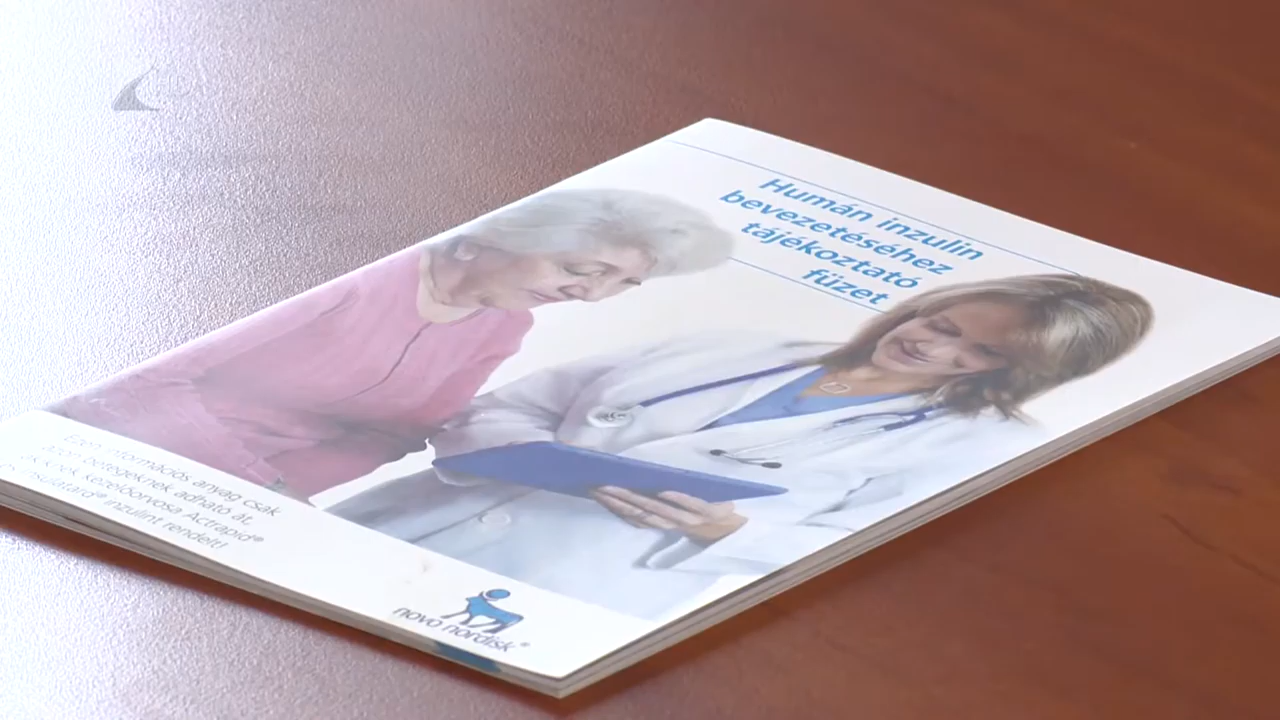 Humán inzulin
bevezetéséhez
tájékoztató
füzet
Ezen információs anyag csak
azon betegeknek adható át,
akiknek kezelőorvosa Actrapid®
Insulatard® inzulint rendelt!
novo nordisk®